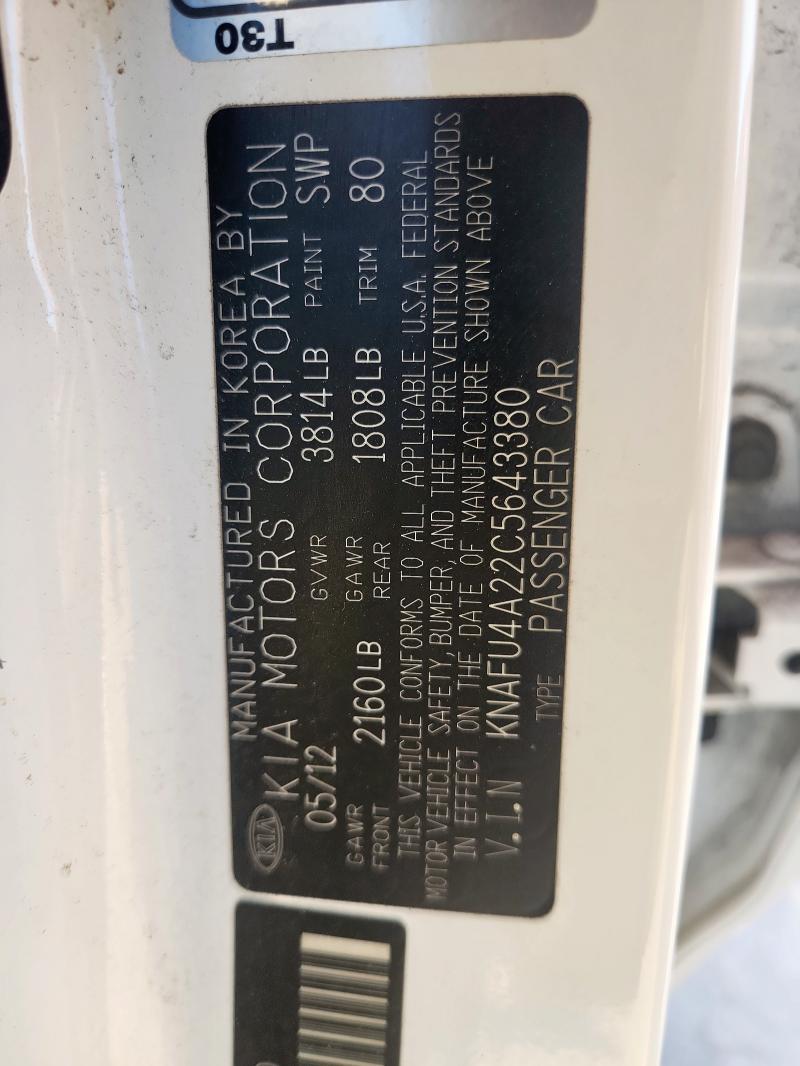 T30
KIA
MANUFACTURED IN KOREA BY
KIA MOTORS CORPORATION
05/12 GVWR 3814LB PAINT SWP
GAWR FRONT 2160LB GAWR REAR 1808LB TRIM 80
THIS VEHICLE CONFORMS TO ALL APPLICABLE U.S.A. FEDERAL
MOTOR VEHICLE SAFETY, BUMPER, AND THEFT PREVENTION STANDARDS
IN EFFECT ON THE DATE OF MANUFACTURE SHOWN ABOVE
V.I.N KNAFU4A22C5643380
TYPE PASSENGER CAR